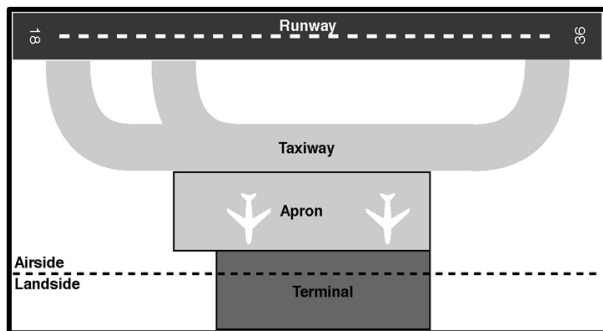 Runway
18
36
Taxiway
Apron
Airside
Landside
Terminal